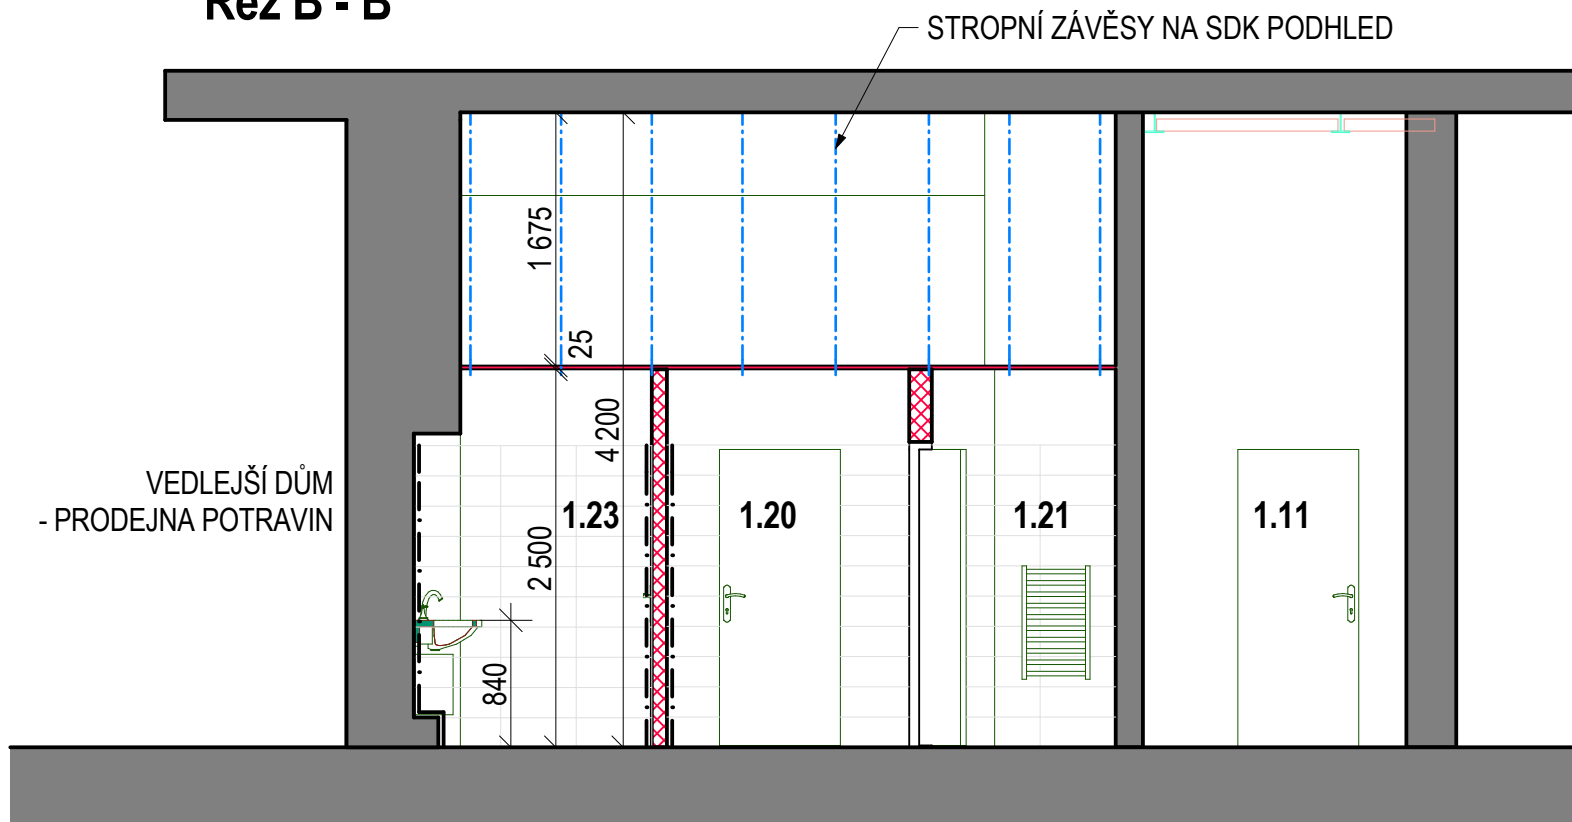 Řez B - B
STROPNÍ ZÁVĚSY NA SDK PODHLED
1 675
25
4 200
VEDLEJŠÍ DŮM
- PRODEJNA POTRAVIN
1.23
1.20
1.21
1.11
2 500
840